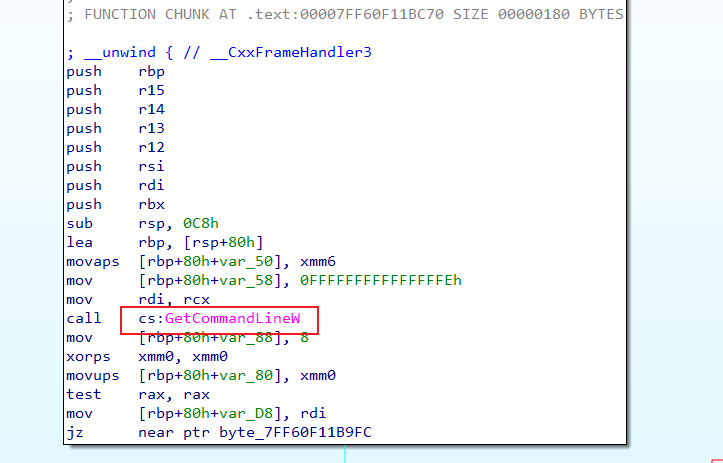 ;
; FUNCTION CHUNK AT .text:00007FF60F11BC70 SIZE 00000180 BYTES
; __unwind { // __CxxFrameHandler3
push rbp
push r15
push r14
push r13
push r12
push rsi
push rdi
push rbx
sub rsp, 0C8h
lea rbp, [rsp+80h]
movaps [rbp+80h+var_50], xmm6
mov [rbp+80h+var_58], 0FFFFFFFFFFFFFFFEh
mov rdi, rcx
call cs:GetCommandLineW
mov [rbp+80h+var_88], 8
xorps xmm0, xmm0
movups [rbp+80h+var_80], xmm0
test rax, rax
mov [rbp+80h+var_D8], rdi
jz near ptr byte_7FF60F11B9FC